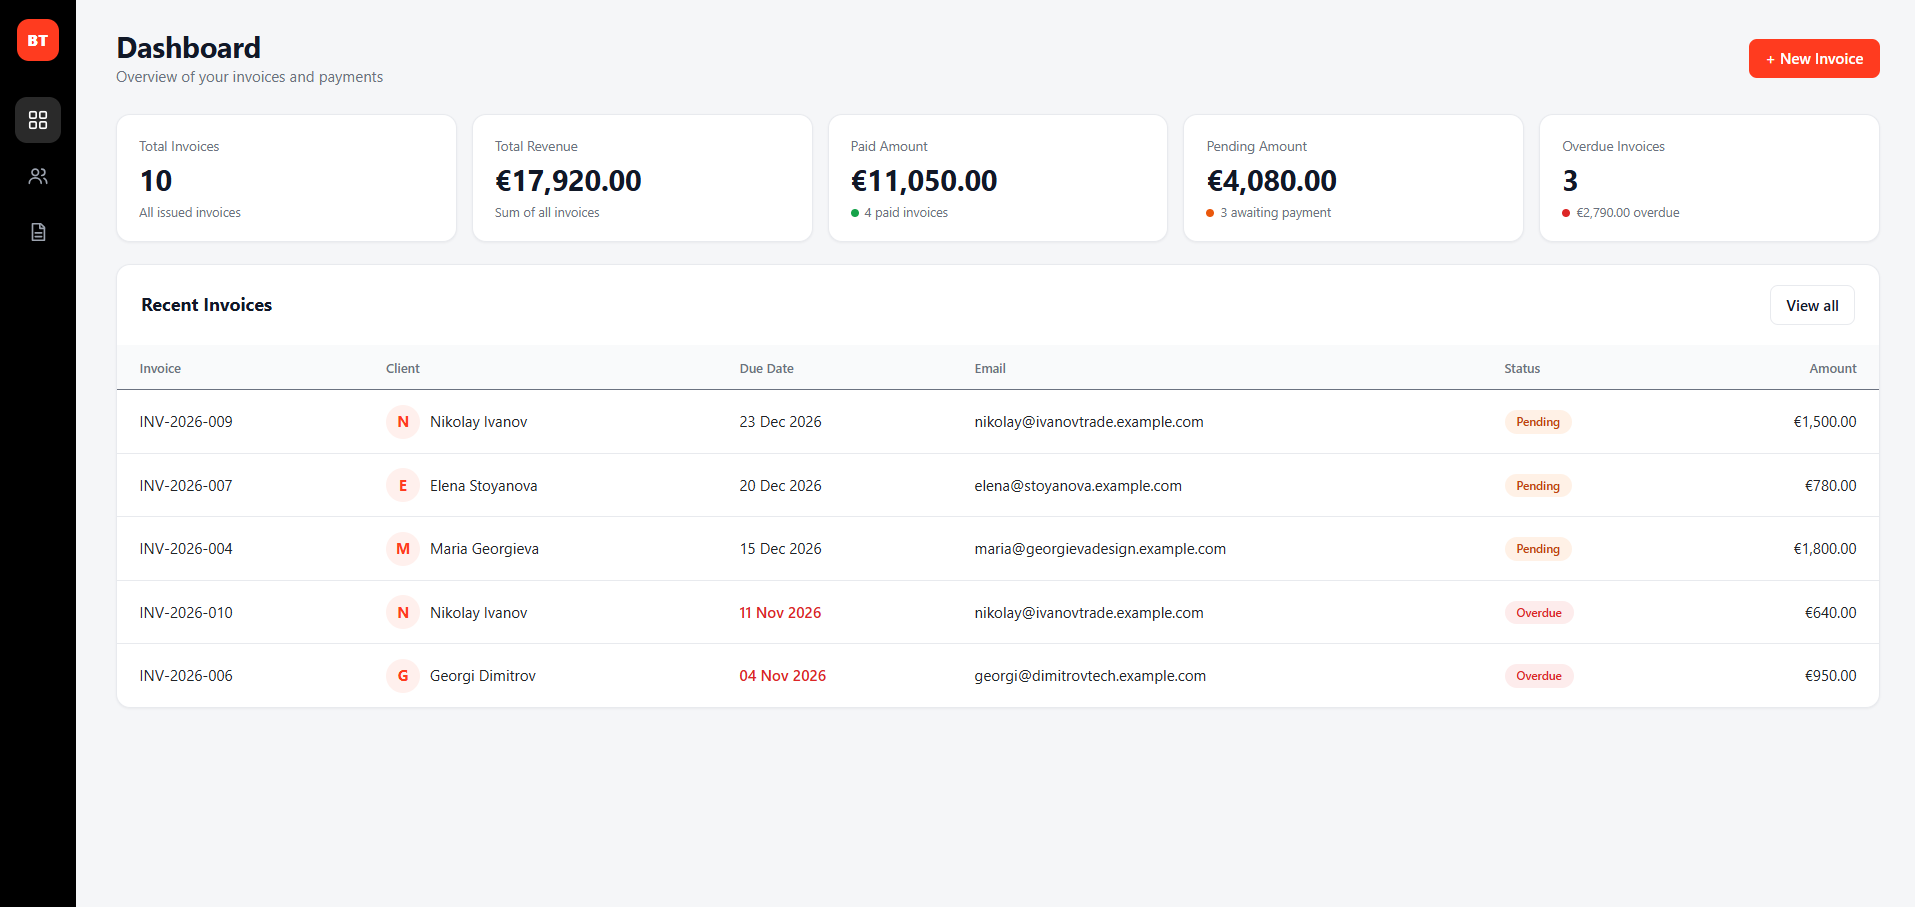 BT
Dashboard
Overview of your invoices and payments
+ New Invoice
Total Invoices
10
All issued invoices
Total Revenue
€17,920.00
Sum of all invoices
Paid Amount
€11,050.00
4 paid invoices
Pending Amount
€4,080.00
3 awaiting payment
Overdue Invoices
3
€2,790.00 overdue
Recent Invoices
View all
Invoice Client Due Date Email Status Amount
INV-2026-009 N Nikolay Ivanov 23 Dec 2026 nikolay@ivanovtrade.example.com Pending €1,500.00
INV-2026-007 E Elena Stoyanova 20 Dec 2026 elena@stoyanova.example.com Pending €780.00
INV-2026-004 M Maria Georgieva 15 Dec 2026 maria@georgievadesign.example.com Pending €1,800.00
INV-2026-010 N Nikolay Ivanov 11 Nov 2026 nikolay@ivanovtrade.example.com Overdue €640.00
INV-2026-006 G Georgi Dimitrov 04 Nov 2026 georgi@dimitrovtech.example.com Overdue €950.00